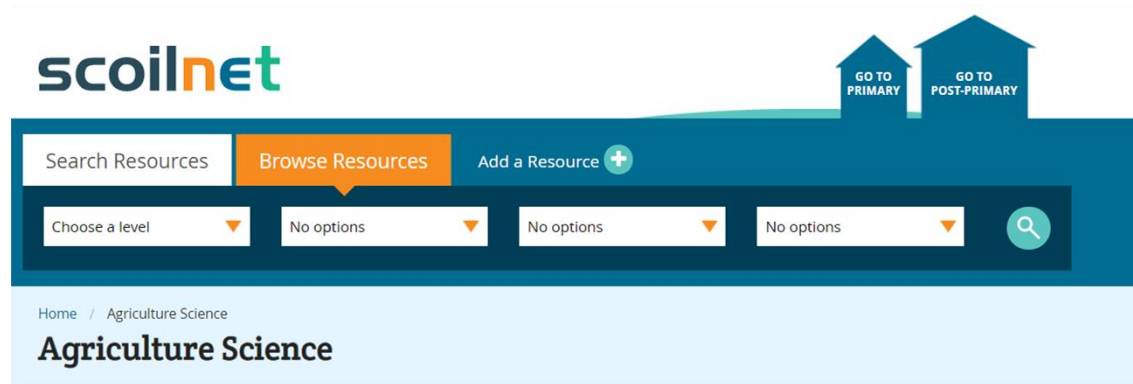 scoilnet
GO TO
PRIMARY
GO TO
POST-PRIMARY
Search Resources
Browse Resources
Add a Resource
Choose a level
No options
No options
No options
Home / Agriculture Science
Agriculture Science